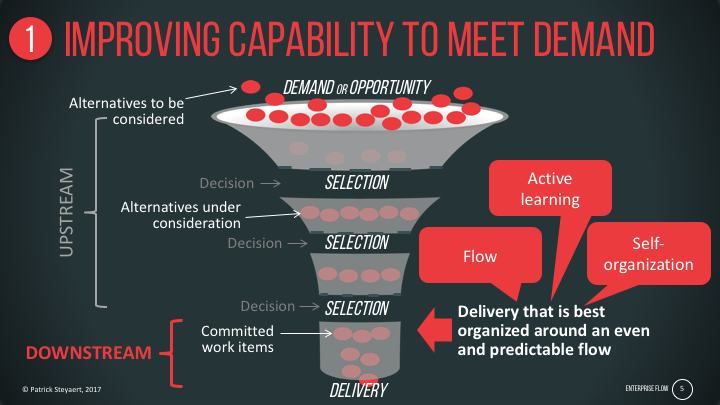 1 IMPROVING CAPABILITY TO MEET DEMAND
DEMAND OR OPPORTUNITY
Alternatives to be
considered
UPSTREAM
Decision
SELECTION
Alternatives under
consideration
Decision
SELECTION
Decision
SELECTION
Active
learning
Flow
Self-
organization
Delivery that is best
organized around an even
and predictable flow
DOWNSTREAM
Committed
work items
DELIVERY
© Patrick Steyaert, 2017
ENTERPRISE FLOW 5